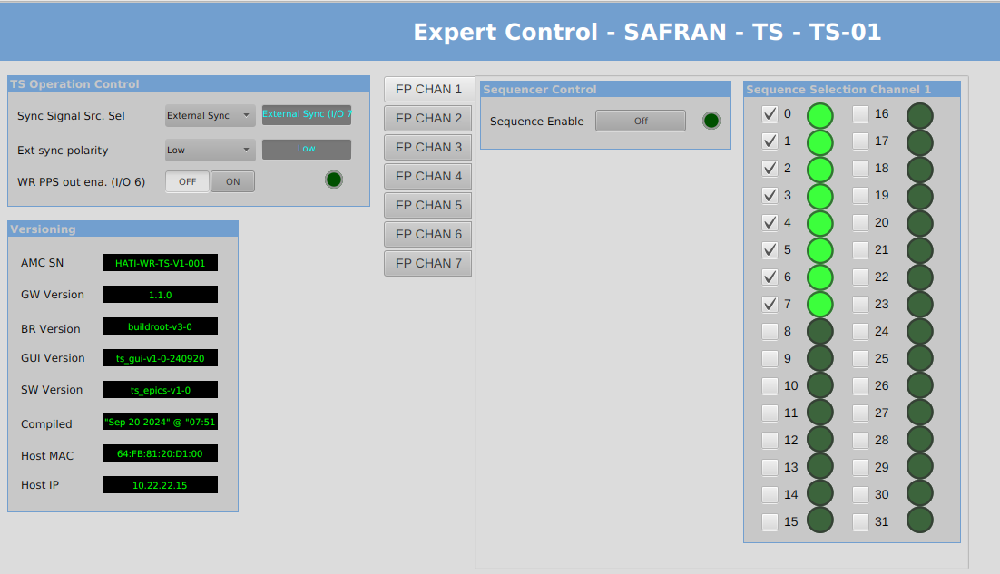 Expert Control - SAFRAN - TS - TS-01
TS Operation Control
Sync Signal Src. Sel External Sync External Sync (I/O 7
Ext sync polarity Low Low
WR PPS out ena. (I/O 6) OFF ON
Versioning
AMC SN HATI-WR-TS-V1-001
GW Version 1.1.0
BR Version buildroot-v3-0
GUI Version ts_gui-v1-0-240920
SW Version ts_epics-v1-0
Compiled "Sep 20 2024" @ "07:51
Host MAC 64:FB:81:20:D1:00
Host IP 10.22.22.15
FP CHAN 1
FP CHAN 2
FP CHAN 3
FP CHAN 4
FP CHAN 5
FP CHAN 6
FP CHAN 7
Sequencer Control
Sequence Enable Off
Sequence Selection Channel 1
0 16
1 17
2 18
3 19
4 20
5 21
6 22
7 23
8 24
9 25
10 26
11 27
12 28
13 29
14 30
15 31